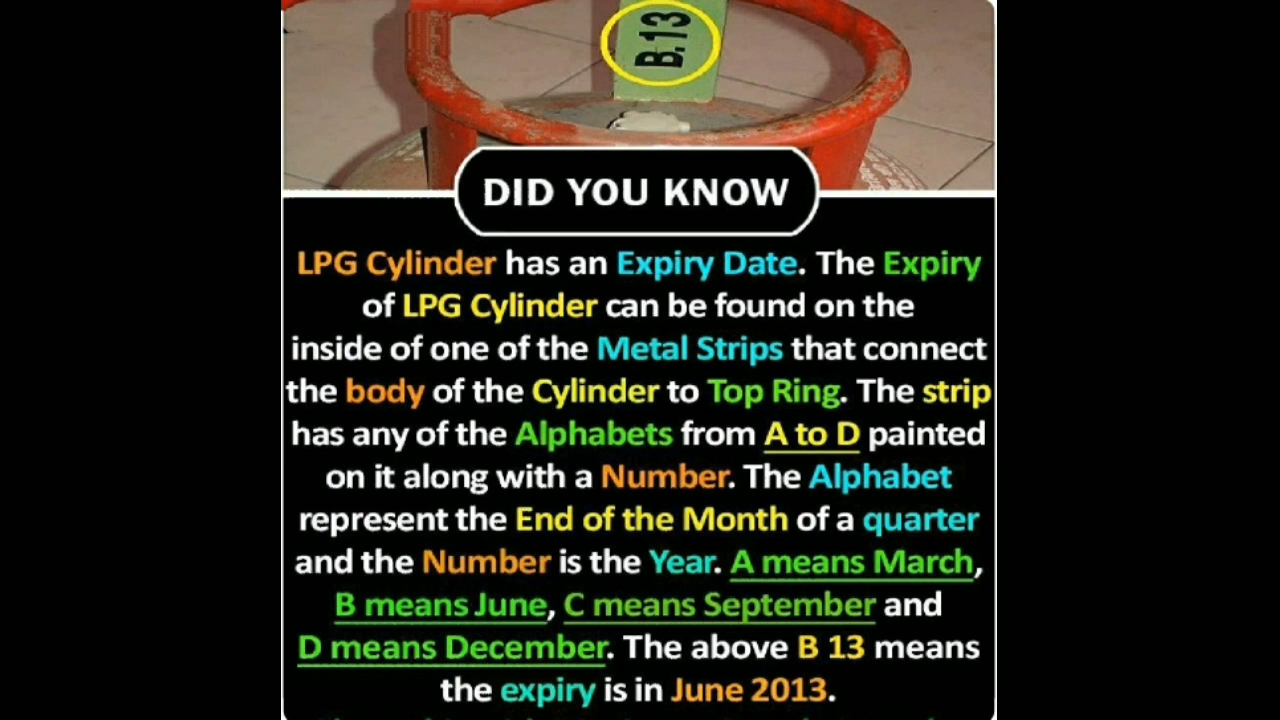 B.13
DID YOU KNOW
LPG Cylinder has an Expiry Date. The Expiry
of LPG Cylinder can be found on the
inside of one of the Metal Strips that connect
the body of the Cylinder to Top Ring. The strip
has any of the Alphabets from A to D painted
on it along with a Number. The Alphabet
represent the End of the Month of a quarter
and the Number is the Year. A means March,
B means June, C means September and
D means December. The above B 13 means
the expiry is in June 2013.